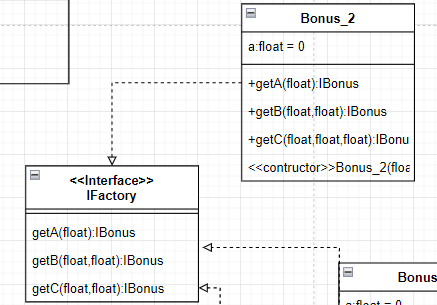 Bonus_2
a:float = 0
+getA(float):IBonus
+getB(float,float):IBonus
+getC(float,float,float):IBonu
<<contructor>>Bonus_2(floa
<<Interface>>
IFactory
getA(float):IBonus
getB(float,float):IBonus
getC(float,float):IBonus
Bonus
a:float = 0